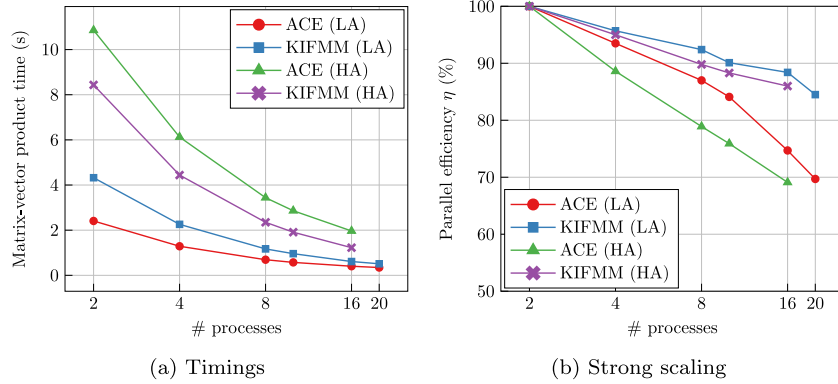 Matrix-vector product time (s)
10
8
6
4
2
0
ACE (LA)
KIFMM (LA)
ACE (HA)
KIFMM (HA)
2
4
8
16
20
# processes
(a) Timings
Parallel efficiency η (%)
100
90
80
70
60
50
ACE (LA)
KIFMM (LA)
ACE (HA)
KIFMM (HA)
2
4
8
16
20
# processes
(b) Strong scaling